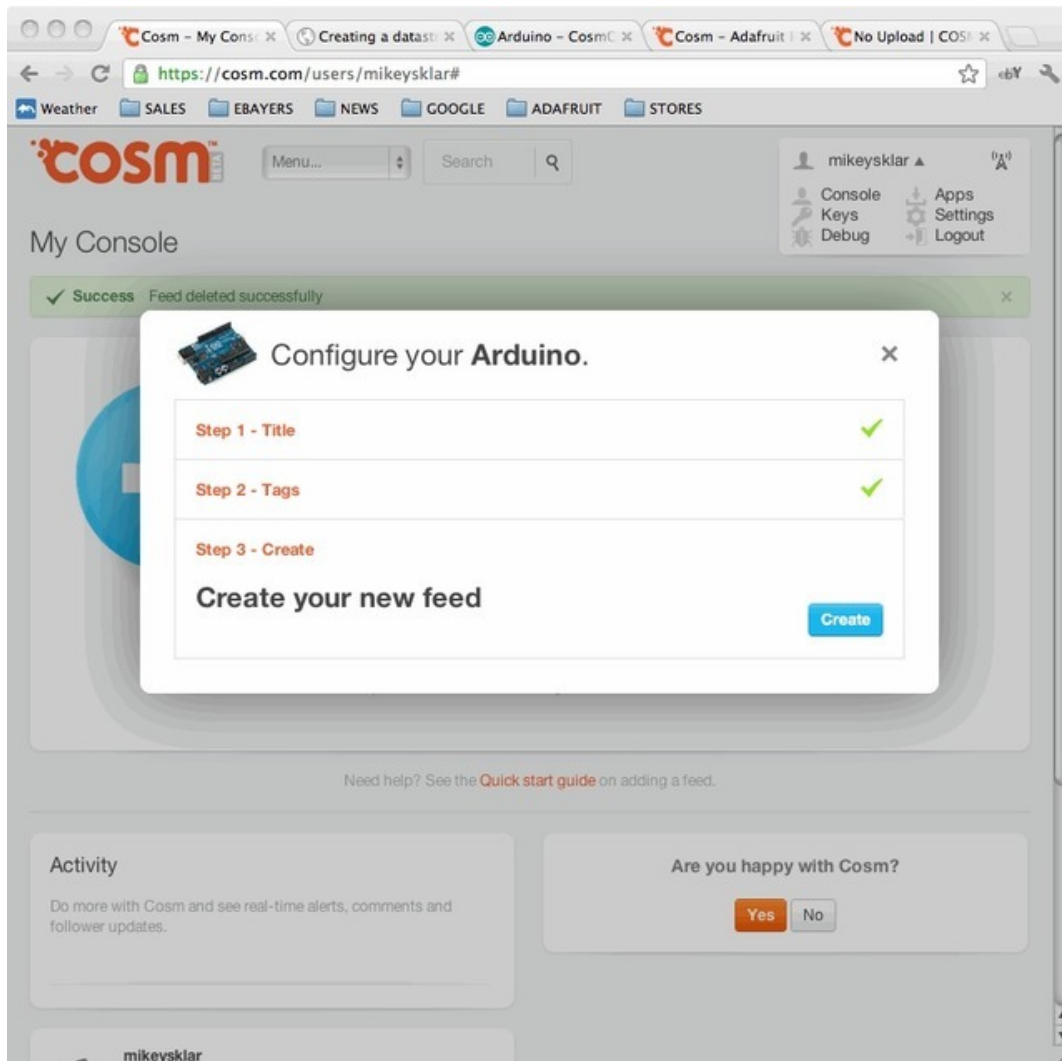 Cosm - My Cons
Creating a datast
Arduino - Cosm
Cosm - Adafruit
No Upload | COS
https://cosm.com/users/mikeysklar#
ebY
Weather
SALES
EBAYERS
NEWS
GOOGLE
ADAFRUIT
STORES
cosm™
BETA
Menu...
Search
mikeysklar ▲
Console
Apps
Keys
Settings
Debug
Logout
My Console
Success Feed deleted successfully
Configure your Arduino.
Step 1 - Title
Step 2 - Tags
Step 3 - Create
Create your new feed
Create
Need help? See the Quick start guide on adding a feed.
Activity
Do more with Cosm and see real-time alerts, comments and
follower updates.
Are you happy with Cosm?
Yes
No
mikeysklar